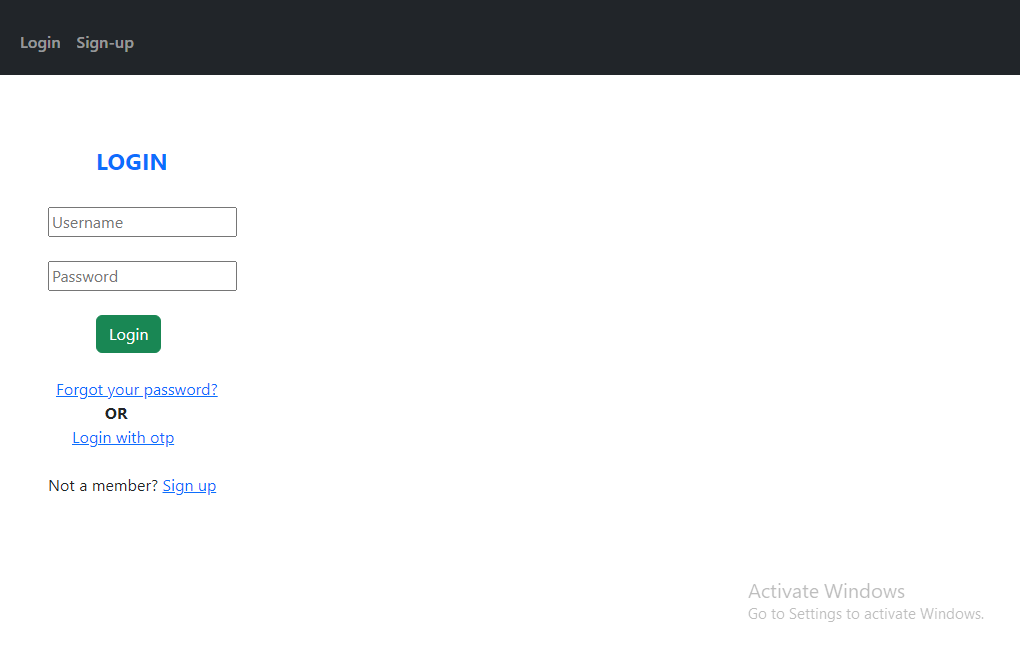 Login Sign-up
LOGIN
Username
Password
Login
Forgot your password?
OR
Login with otp
Not a member? Sign up
Activate Windows
Go to Settings to activate Windows.